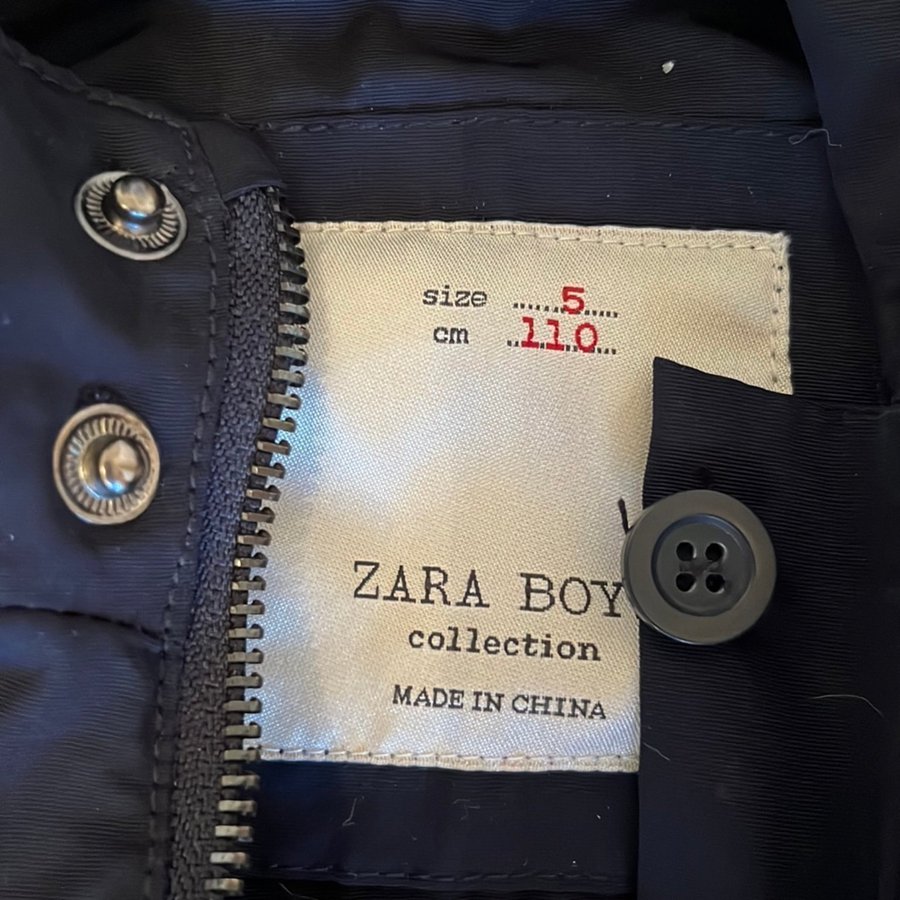 size ......5.....
cm ..110...
ZARA BOY
collection
MADE IN CHINA